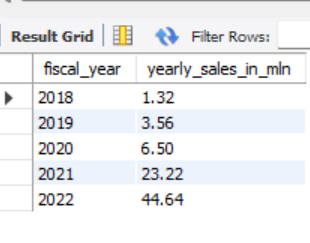 Result Grid Filter Rows:
fiscal_year yearly_sales_in_mln
2018 1.32
2019 3.56
2020 6.50
2021 23.22
2022 44.64